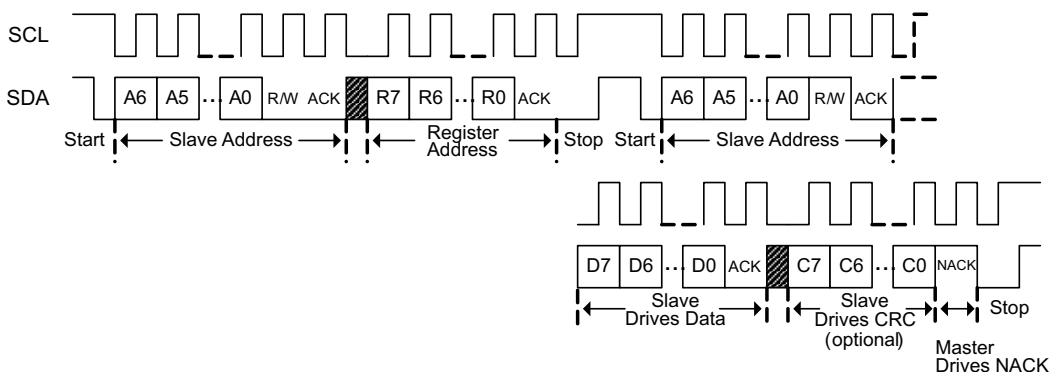 SCL
SDA
A6 A5 ... A0 R/W ACK R7 R6 ... R0 ACK A6 A5 ... A0 R/W ACK
Start Slave Address Register Address Stop Start Slave Address
D7 D6 ... D0 ACK C7 C6 ... C0 NACK
Slave Drives Data
Slave Drives CRC (optional)
Stop
Master Drives NACK